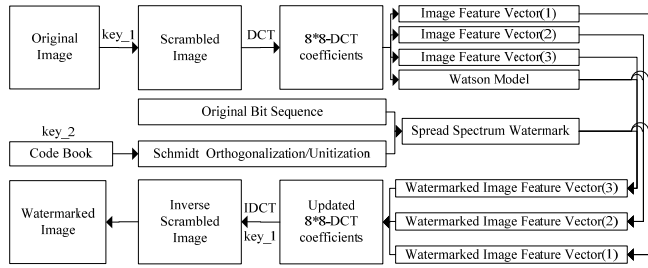 Original
Image
key_1
Scrambled
Image
DCT
8*8-DCT
coefficients
Image Feature Vector(1)
Image Feature Vector(2)
Image Feature Vector(3)
Watson Model
Original Bit Sequence
key_2
Code Book
Schmidt Orthogonalization/Unitization
Spread Spectrum Watermark
Watermarked
Image
Inverse
Scrambled
Image
IDCT
key_1
Updated
8*8-DCT
coefficients
Watermarked Image Feature Vector(3)
Watermarked Image Feature Vector(2)
Watermarked Image Feature Vector(1)